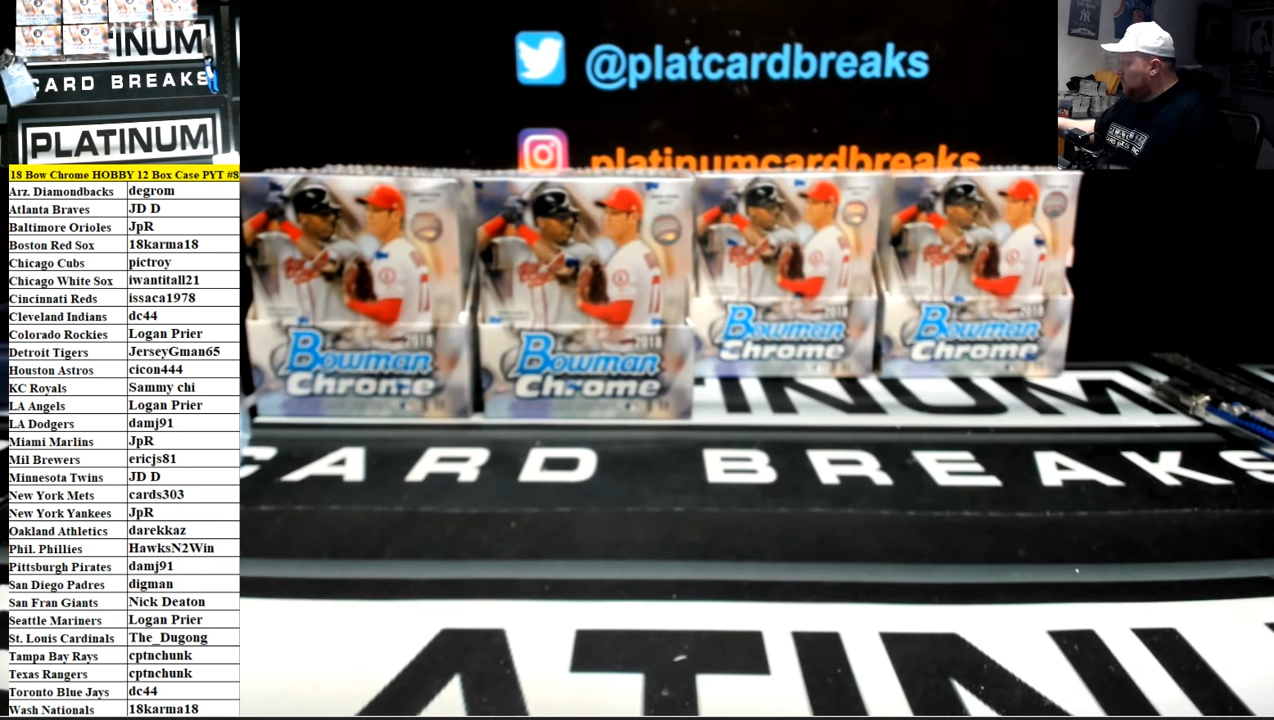 INUM
CARD BREAKS
PLATINUM
18 Bow Chrome HOBBY 12 Box Case PYT #8
Arz. Diamondbacks degrom
Atlanta Braves JD D
Baltimore Orioles JpR
Boston Red Sox 18karma18
Chicago Cubs pictroy
Chicago White Sox iwantitall21
Cincinnati Reds issaca1978
Cleveland Indians dc44
Colorado Rockies Logan Prier
Detroit Tigers JerseyGman65
Houston Astros cicon444
KC Royals Sammy chi
LA Angels Logan Prier
LA Dodgers damj91
Miami Marlins JpR
Mil Brewers ericjs81
Minnesota Twins JD D
New York Mets cards303
New York Yankees JpR
Oakland Athletics darekkaz
Phil. Phillies HawksN2Win
Pittsburgh Pirates damj91
San Diego Padres digman
San Fran Giants Nick Deaton
Seattle Mariners Logan Prier
St. Louis Cardinals The_Dugong
Tampa Bay Rays cptnchunk
Texas Rangers cptnchunk
Toronto Blue Jays dc44
Wash Nationals 18karma18
@platcardbreaks
platinumcardbreaks
2018 Bowman Chrome
2018 Bowman Chrome
2018 Bowman Chrome
2018 Bowman Chrome
INUM
CARD BREAKS
ATINU